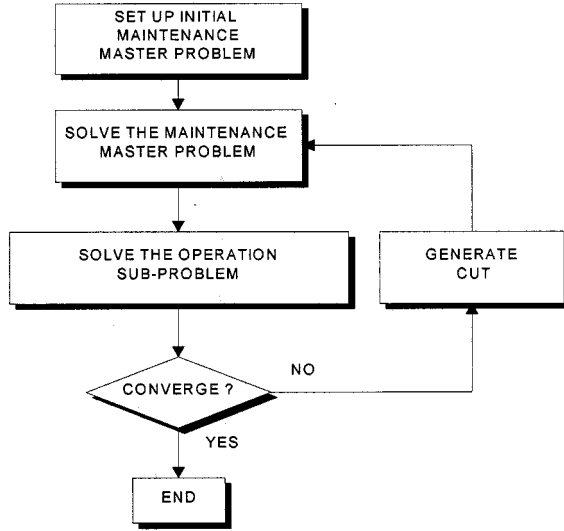 SET UP INITIAL
MAINTENANCE
MASTER PROBLEM
SOLVE THE MAINTENANCE
MASTER PROBLEM
SOLVE THE OPERATION
SUB-PROBLEM
GENERATE
CUT
CONVERGE ?
NO
YES
END